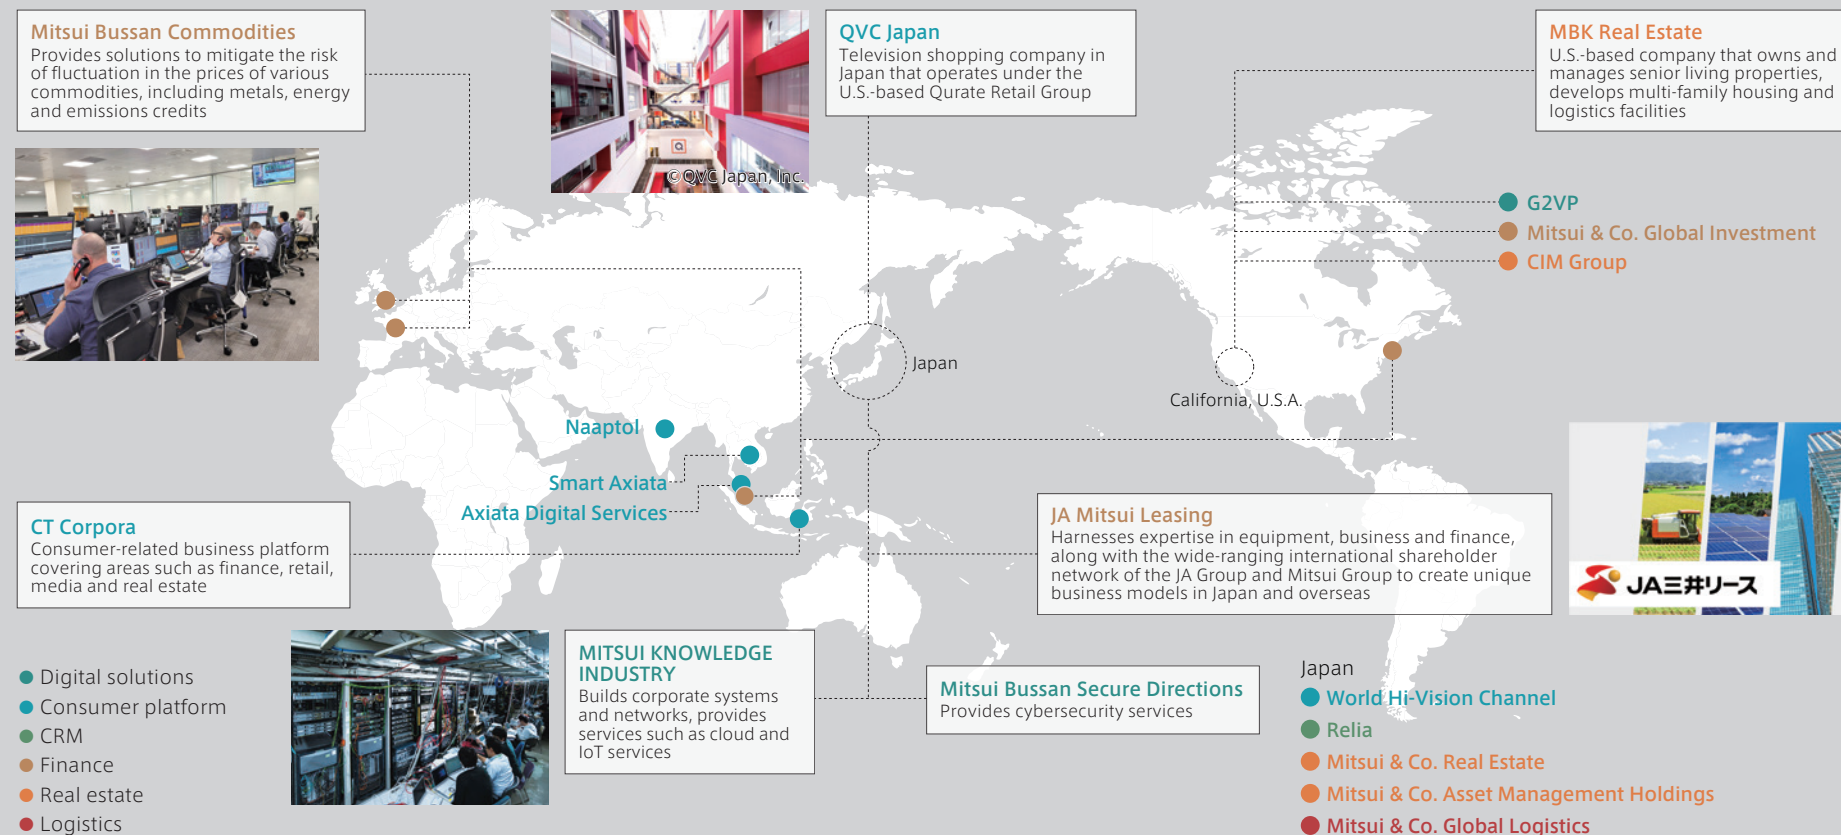 Mitsui Bussan Commodities
Provides solutions to mitigate the risk
of fluctuation in the prices of various
commodities, including metals, energy
and emissions credits
© QVC Japan, Inc.
QVC Japan
Television shopping company in
Japan that operates under the
U.S.-based Qurate Retail Group
MBK Real Estate
U.S.-based company that owns and
manages senior living properties,
develops multi-family housing and
logistics facilities
G2VP
Mitsui & Co. Global Investment
CIM Group
Japan
California, U.S.A.
Naaptol
Smart Axiata
Axiata Digital Services
CT Corpora
Consumer-related business platform
covering areas such as finance, retail,
media and real estate
JA Mitsui Leasing
Harnesses expertise in equipment, business and finance,
along with the wide-ranging international shareholder
network of the JA Group and Mitsui Group to create unique
business models in Japan and overseas
JA三井リース
MITSUI KNOWLEDGE
INDUSTRY
Builds corporate systems
and networks, provides
services such as cloud and
IoT services
Mitsui Bussan Secure Directions
Provides cybersecurity services
Digital solutions
Consumer platform
CRM
Finance
Real estate
Logistics
Japan
World Hi-Vision Channel
Relia
Mitsui & Co. Real Estate
Mitsui & Co. Asset Management Holdings
Mitsui & Co. Global Logistics